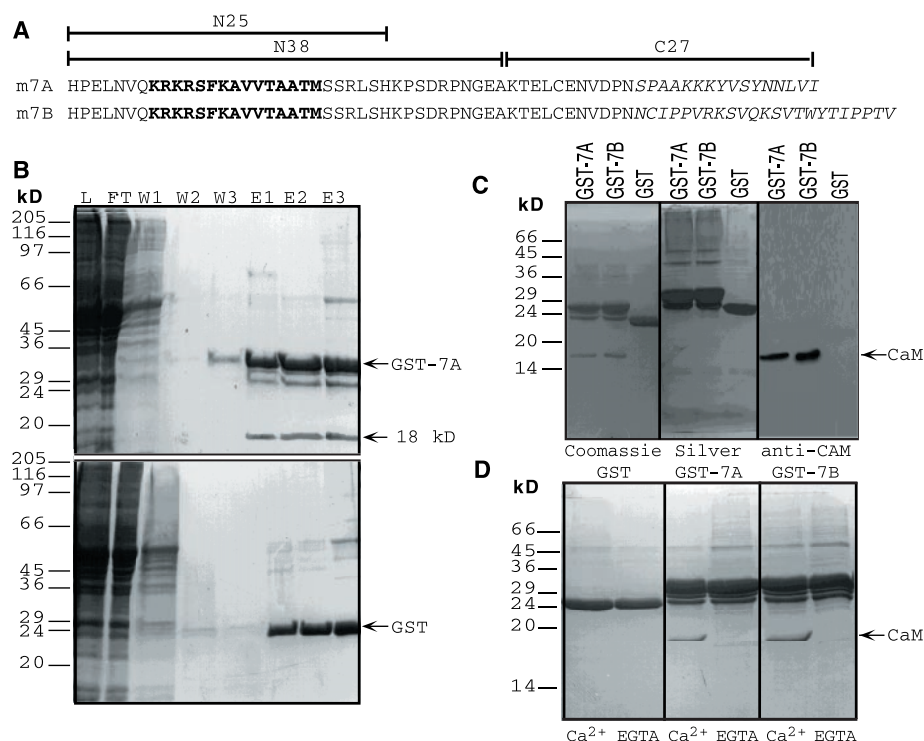 A
N25
N38 C27
m7A HPELNVQKRKRSFKAVVTAATMSSRLSHKPSDRPNGEAKTELCENVDPNSPAAKKKYVSYNNLVI
m7B HPELNVQKRKRSFKAVVTAATMSSRLSHKPSDRPNGEAKTELCENVDPNNCIPPVRKSVQKSVTWYTIPPTV
B
kD L FT W1 W2 W3 E1 E2 E3
205
116
97
66
45
36
29
24
20
GST-7A
18 kD
205
116
97
66
45
36
29
24
20
GST
C
GST-7A GST-7B GST GST-7A GST-7B GST GST-7A GST-7B GST
kD
66
45
36
29
24
20
14
CaM
Coomassie Silver anti-CAM
D
GST GST-7A GST-7B
kD
66
45
36
29
24
20
14
CaM
Ca2+ EGTA Ca2+ EGTA Ca2+ EGTA